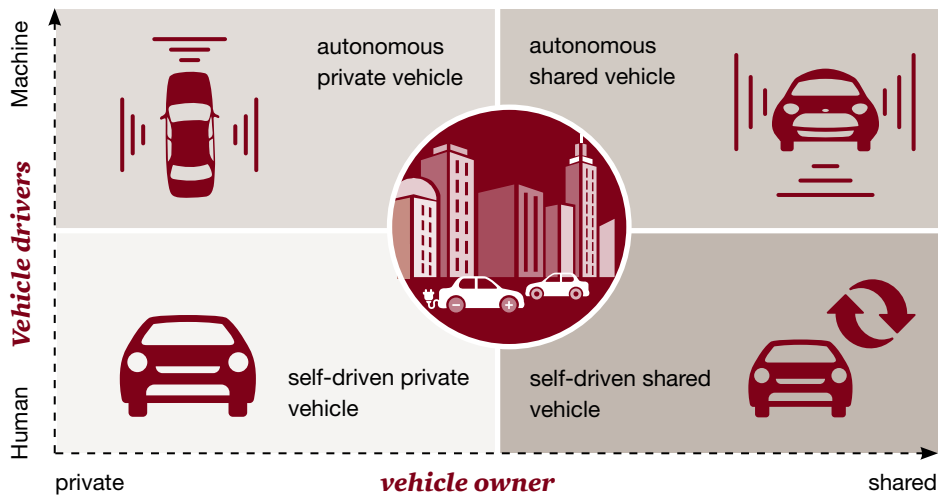 Machine
Vehicle drivers
Human
autonomous
private vehicle
autonomous
shared vehicle
self-driven private
vehicle
self-driven shared
vehicle
private
vehicle owner
shared